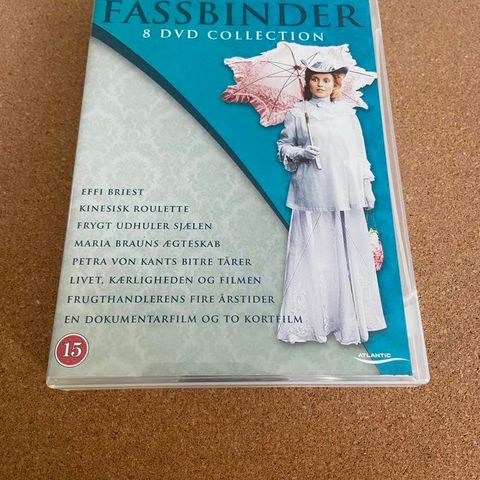 FASSBINDER
8 DVD COLLECTION
EFFI BRIEST
KINESISK ROULETTE
FRYGT UDHULER SJÆLEN
MARIA BRAUNS ÆGTESKAB
PETRA VON KANTS BITRE TÅRER
LIVET, KÆRLIGHEDEN OG FILMEN
FRUGTHANDLERENS FIRE ÅRSTIDER
EN DOKUMENTARFILM OG TO KORTFILM
15
ATLANTIC